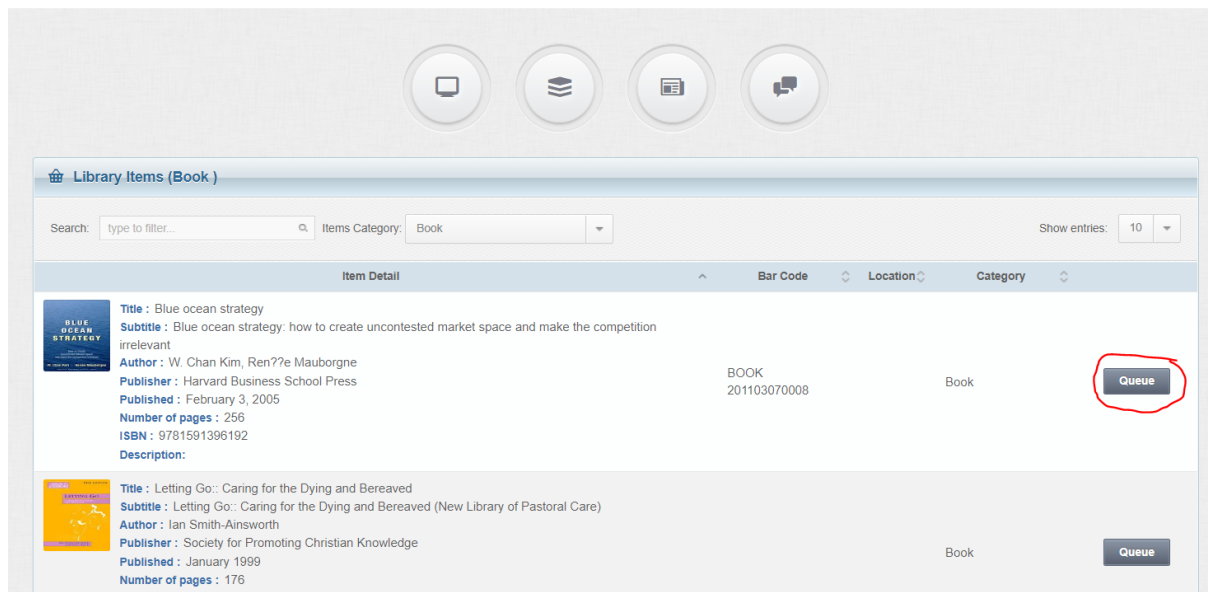 Library Items (Book )
Search: type to filter... Items Category: Book Show entries: 10
Item Detail Bar Code Location Category
BLUE
OCEAN
STRATEGY
Title : Blue ocean strategy
Subtitle : Blue ocean strategy: how to create uncontested market space and make the competition
irrelevant
Author : W. Chan Kim, Ren??e Mauborgne
Publisher : Harvard Business School Press
Published : February 3, 2005
Number of pages : 256
ISBN : 9781591396192
Description:
BOOK
201103070008
Book
Queue
LETTING GO
Title : Letting Go:: Caring for the Dying and Bereaved
Subtitle : Letting Go:: Caring for the Dying and Bereaved (New Library of Pastoral Care)
Author : Ian Smith-Ainsworth
Publisher : Society for Promoting Christian Knowledge
Published : January 1999
Number of pages : 176
Book
Queue